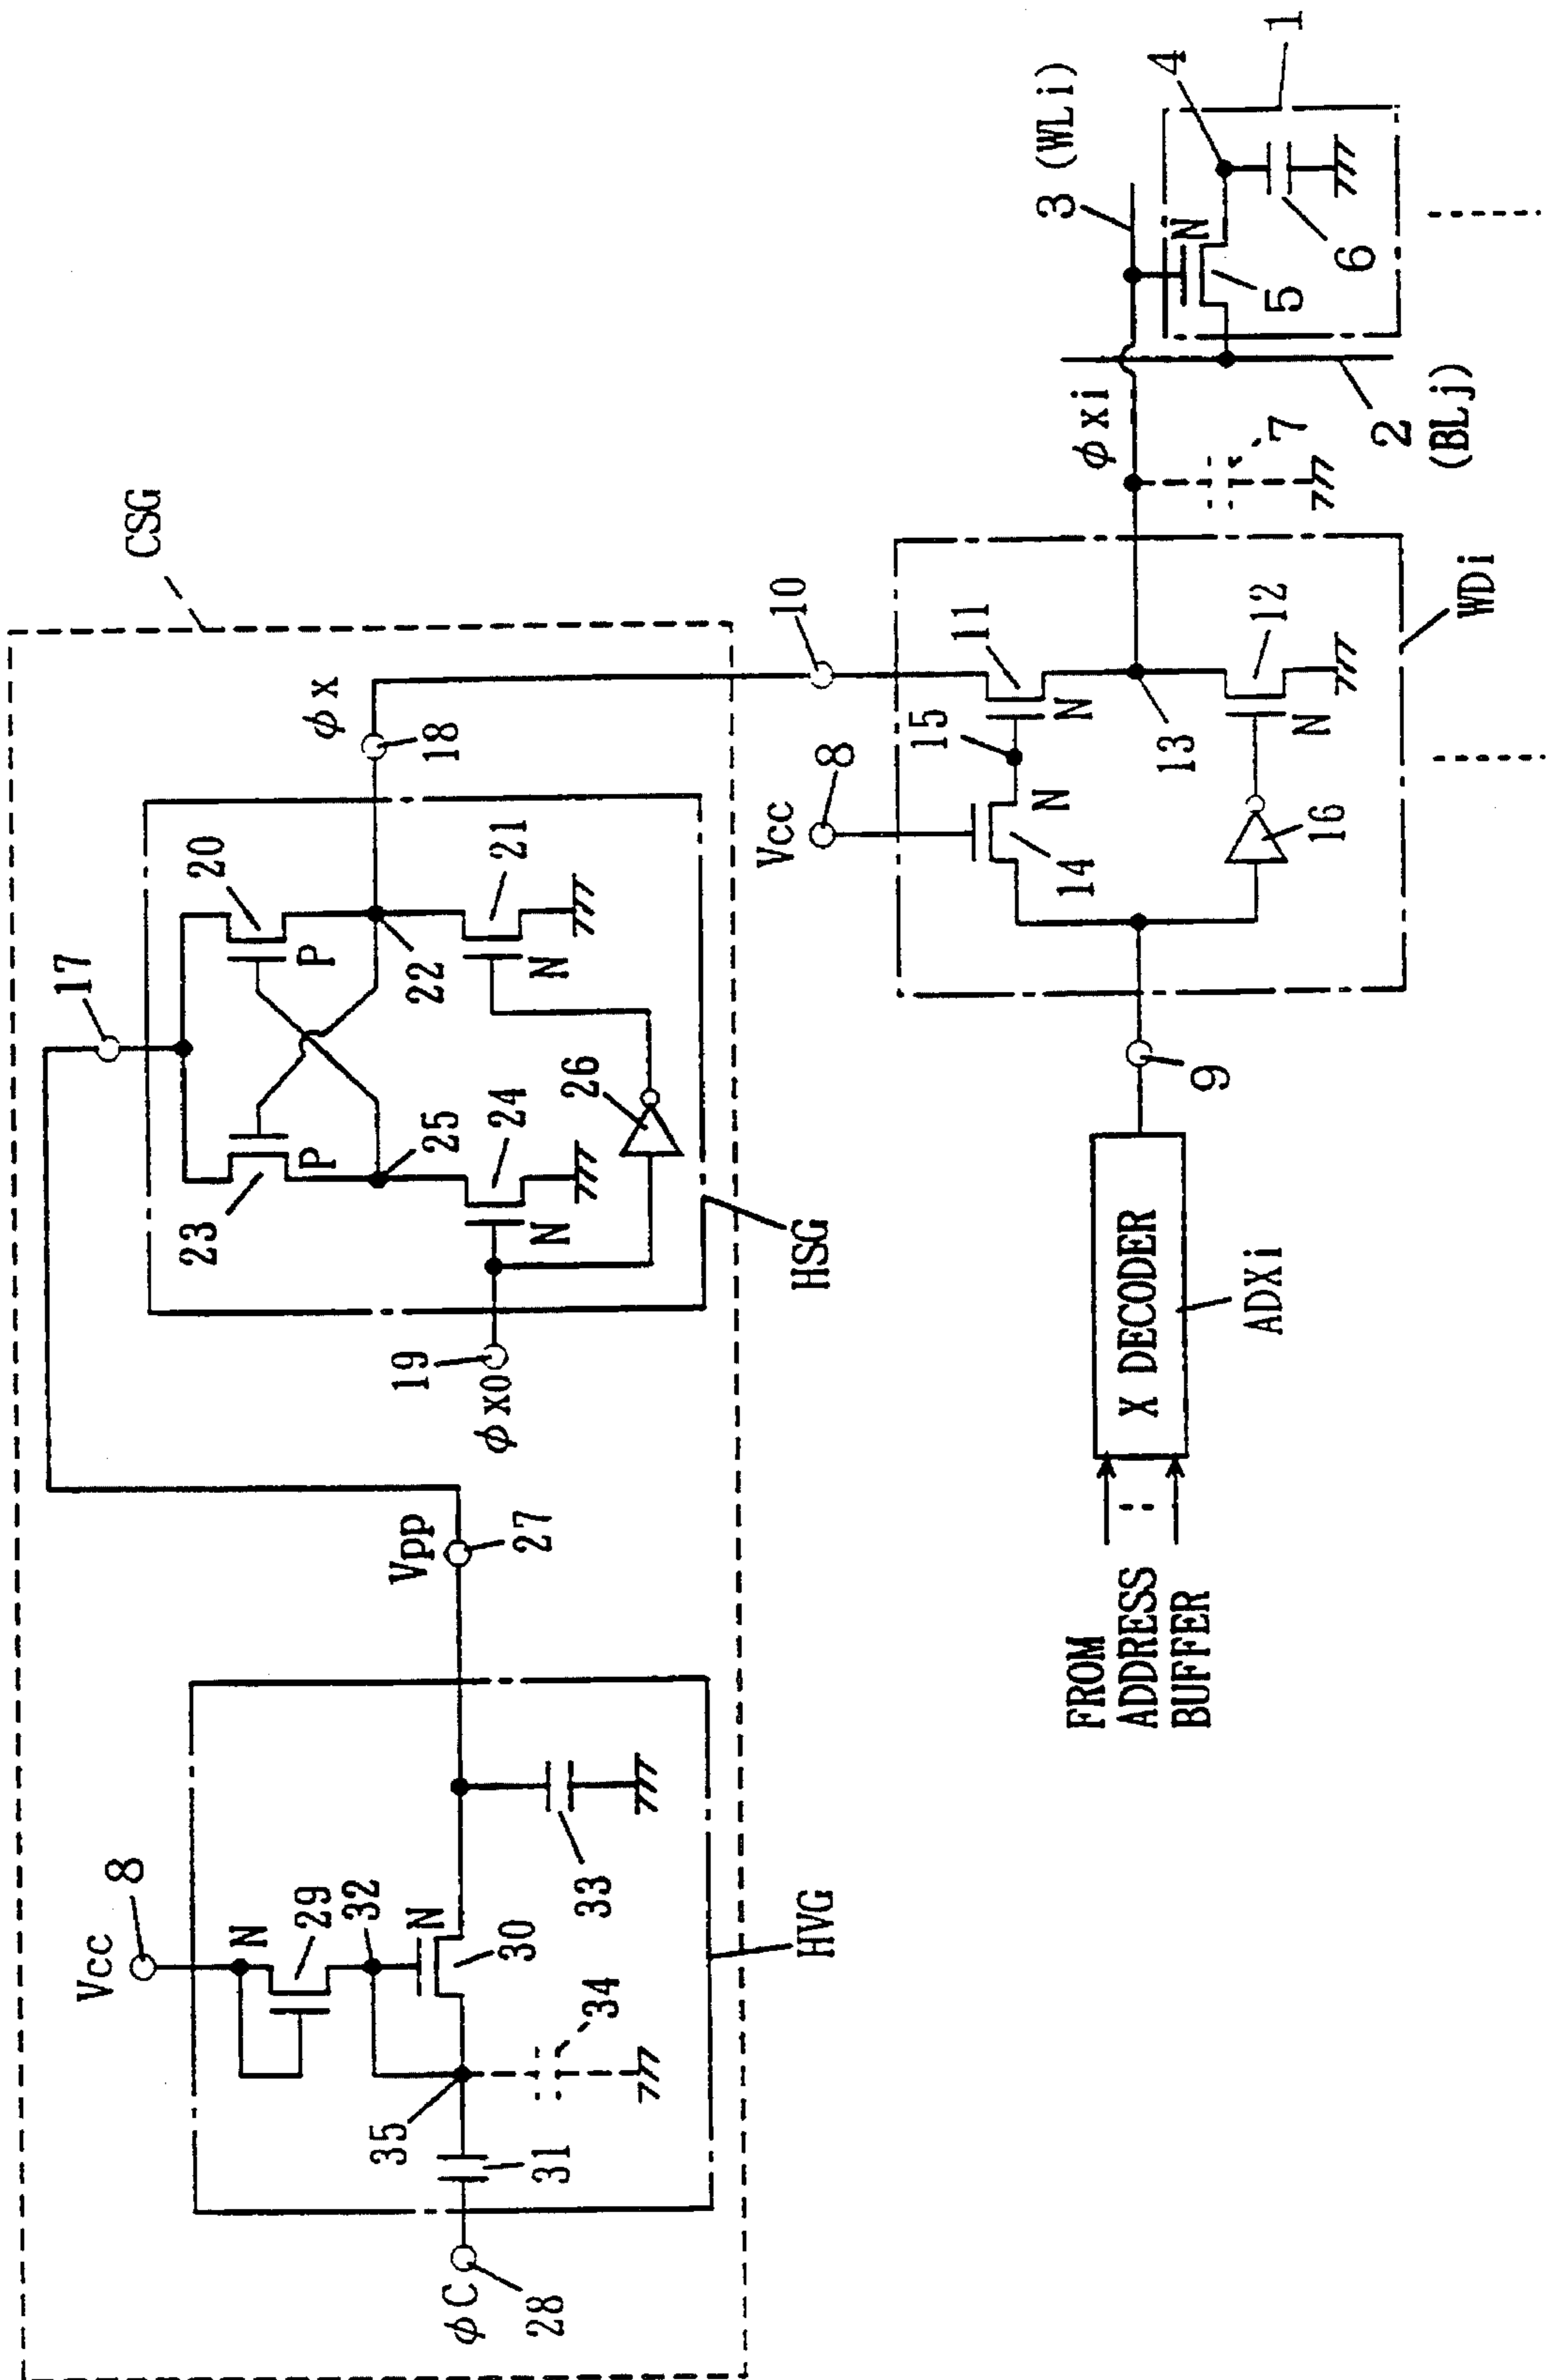 CSG
Vcc
8
N
29
32
N
30
35
31
34
33
φC
28
HVG
Vpp
27
17
23
P
20
P
25
22
24
N
21
N
26
19
φx0
HSG
18
φx
10
Vcc
8
14
N
15
11
N
13
12
N
16
WDi
9
X DECODER
ADXi
FROM
ADDRESS
BUFFER
φxi
7
3 (WLi)
4
1
N
5
6
2
(BLj)